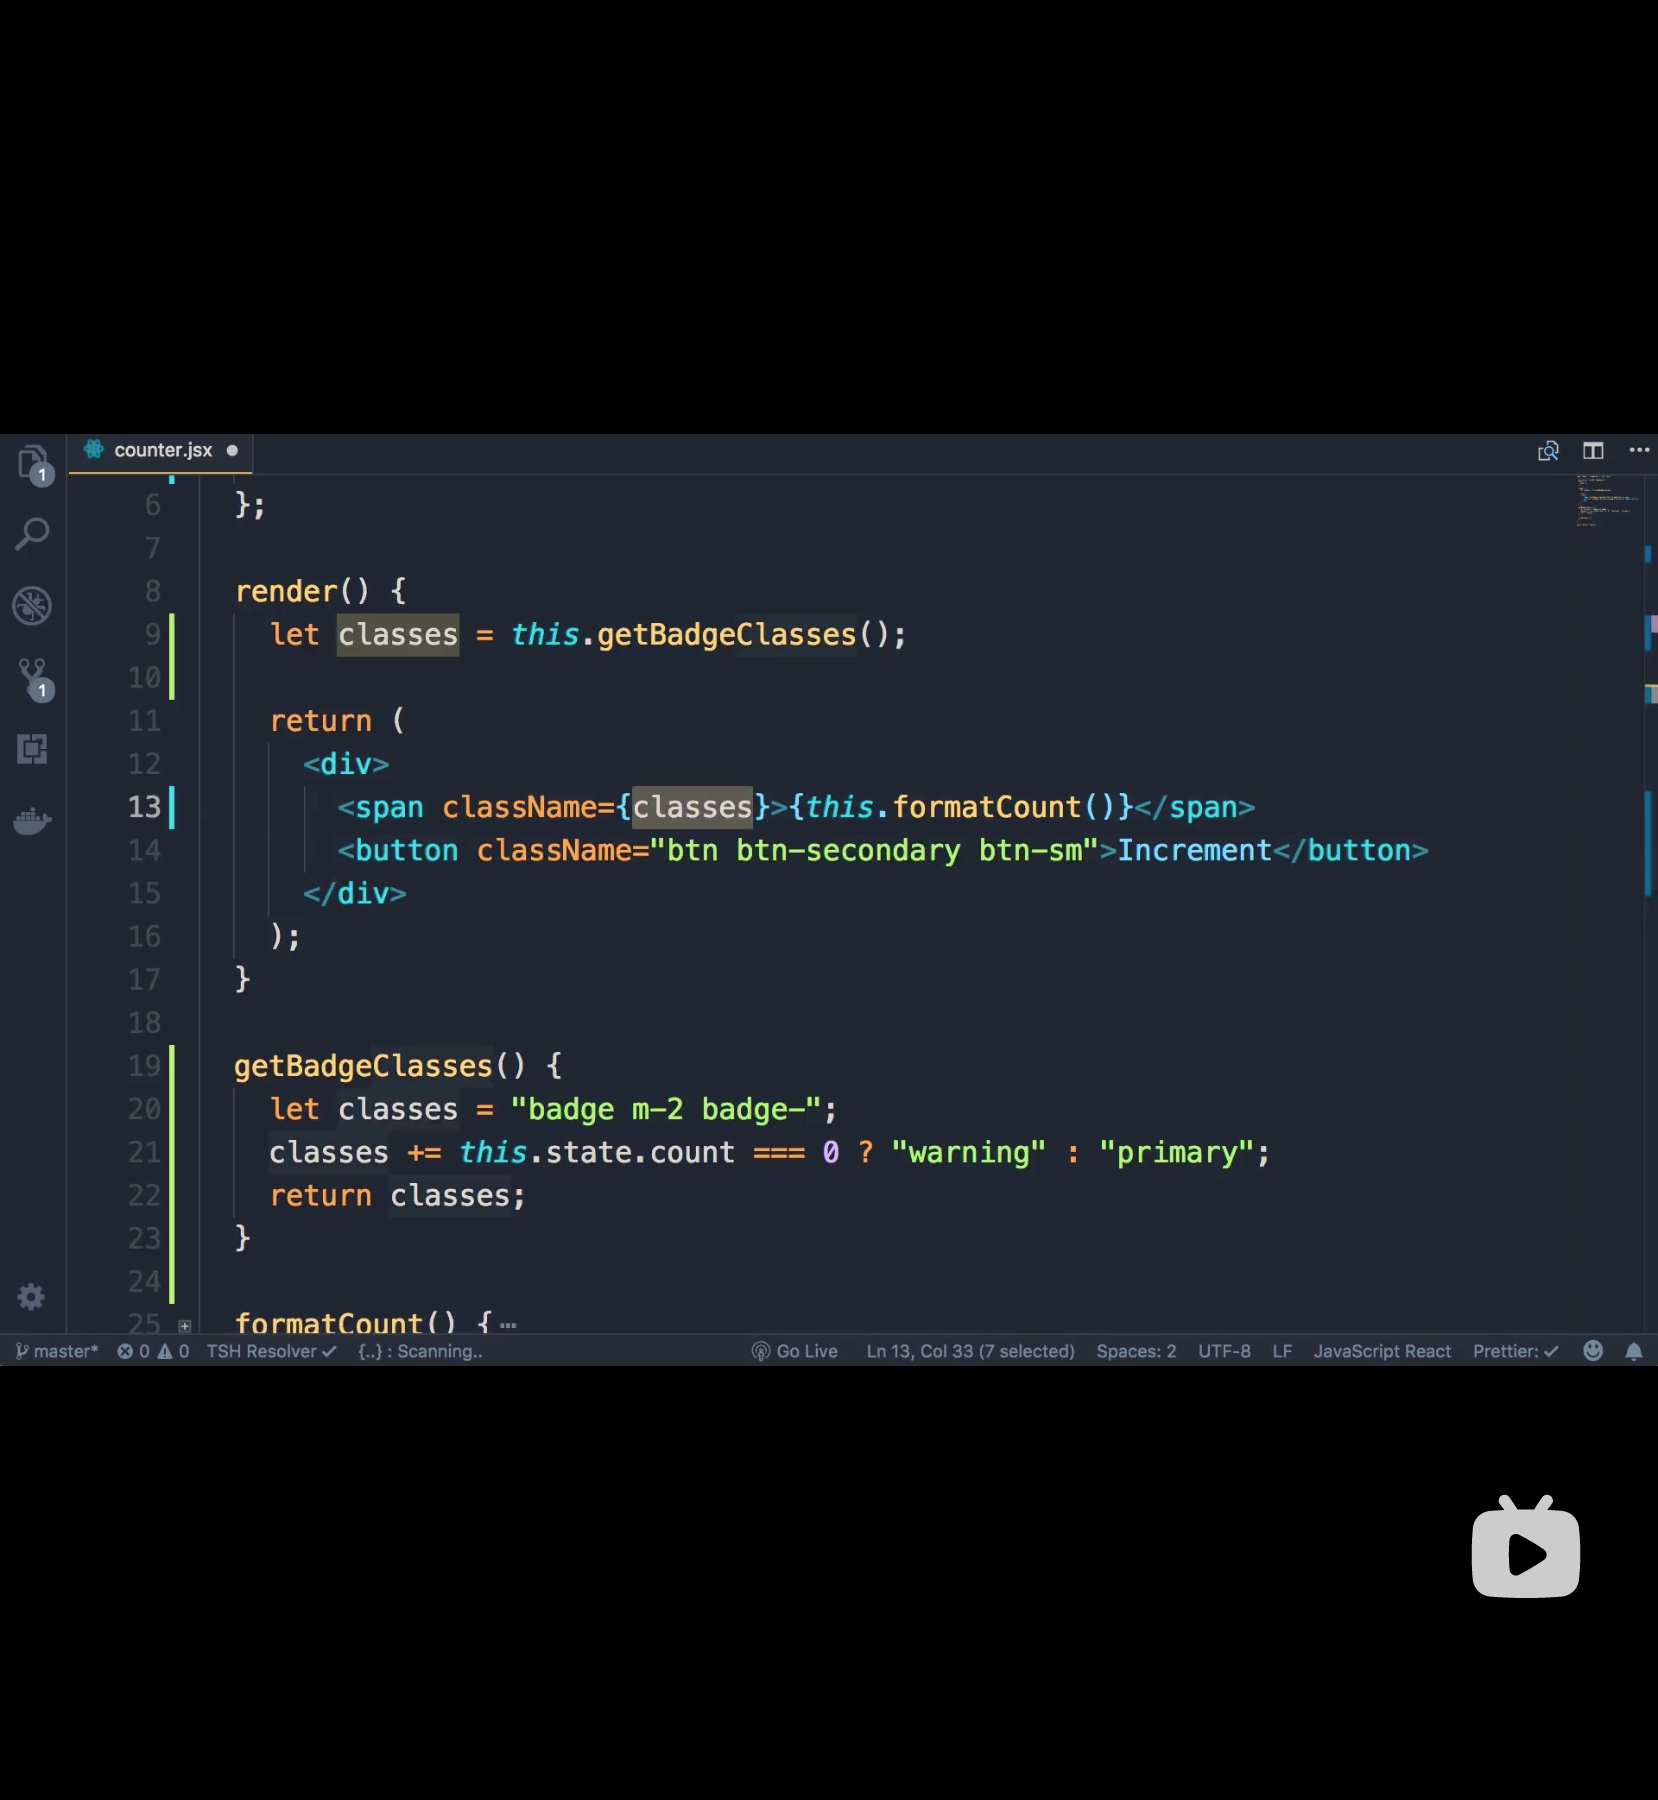 1
counter.jsx
6 };
7
8 render() {
9 let classes = this.getBadgeClasses();
10
11 return (
12 <div>
13 <span className={classes}>{this.formatCount()}</span>
14 <button className="btn btn-secondary btn-sm">Increment</button>
15 </div>
16 );
17 }
18
19 getBadgeClasses() {
20 let classes = "badge m-2 badge-";
21 classes += this.state.count === 0 ? "warning" : "primary";
22 return classes;
23 }
24
25 formatCount() {
1
master* 0 0 TSH Resolver {..} : Scanning.. Go Live Ln 13, Col 33 (7 selected) Spaces: 2 UTF-8 LF JavaScript React Prettier: